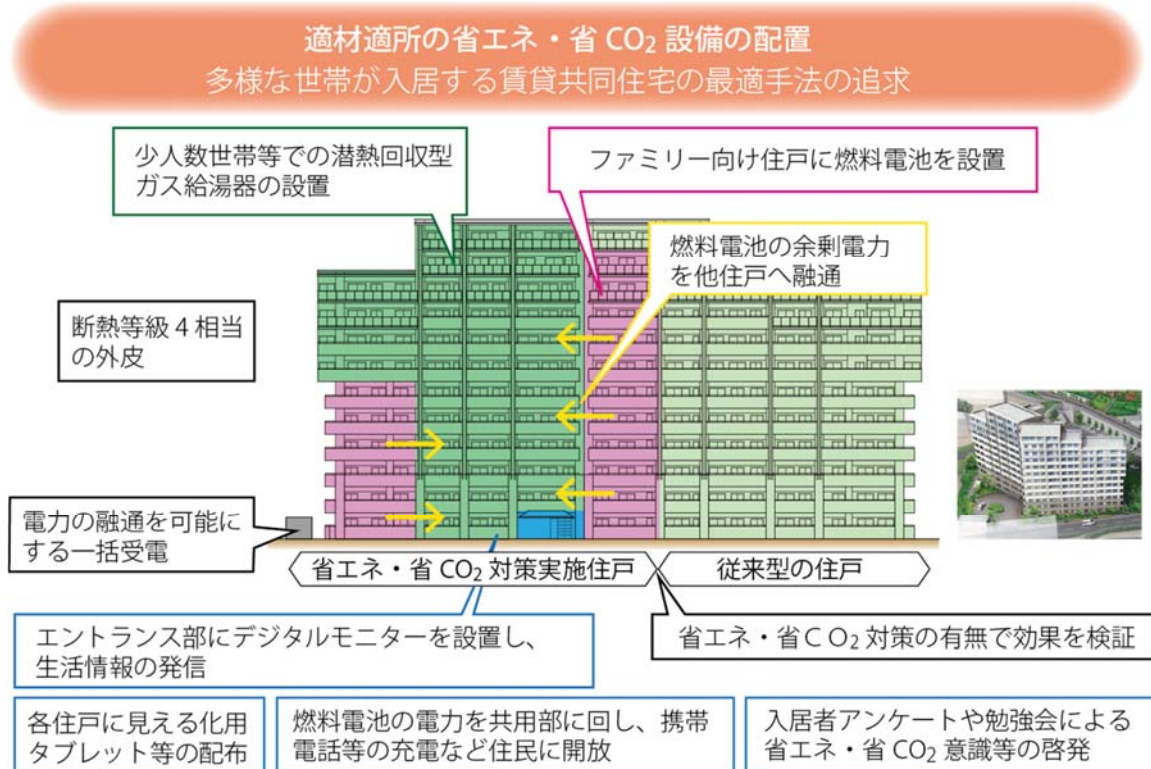 適材適所の省エネ・省 CO₂ 設備の配置
多様な世帯が入居する賃貸共同住宅の最適手法の追求
少人数世帯等での潜熱回収型
ガス給湯器の設置
ファミリー向け住戸に燃料電池を設置
燃料電池の余剰電力
を他住戸へ融通
断熱等級 4 相当
の外皮
電力の融通を可能に
する一括受電
省エネ・省 CO₂ 対策実施住戸
従来型の住戸
エントランス部にデジタルモニターを設置し、
生活情報の発信
省エネ・省ＣＯ₂ 対策の有無で効果を検証
各住戸に見える化用
タブレット等の配布
燃料電池の電力を共用部に回し、携帯
電話等の充電など住民に開放
入居者アンケートや勉強会による
省エネ・省 CO₂ 意識等の啓発